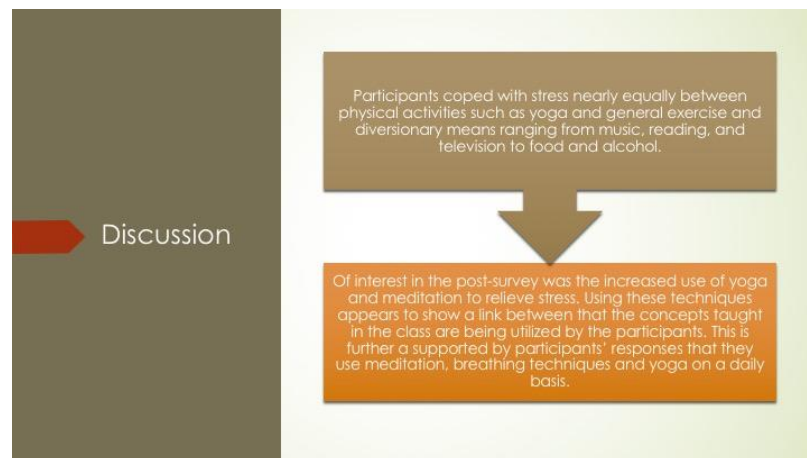 Discussion
Participants coped with stress nearly equally between
physical activities such as yoga and general exercise and
diversionary means ranging from music, reading, and
television to food and alcohol.
Of interest in the post-survey was the increased use of yoga
and meditation to relieve stress. Using these techniques
appears to show a link between that the concepts taught
in the class are being utilized by the participants. This is
further a supported by participants' responses that they
use meditation, breathing techniques and yoga on a daily
basis.